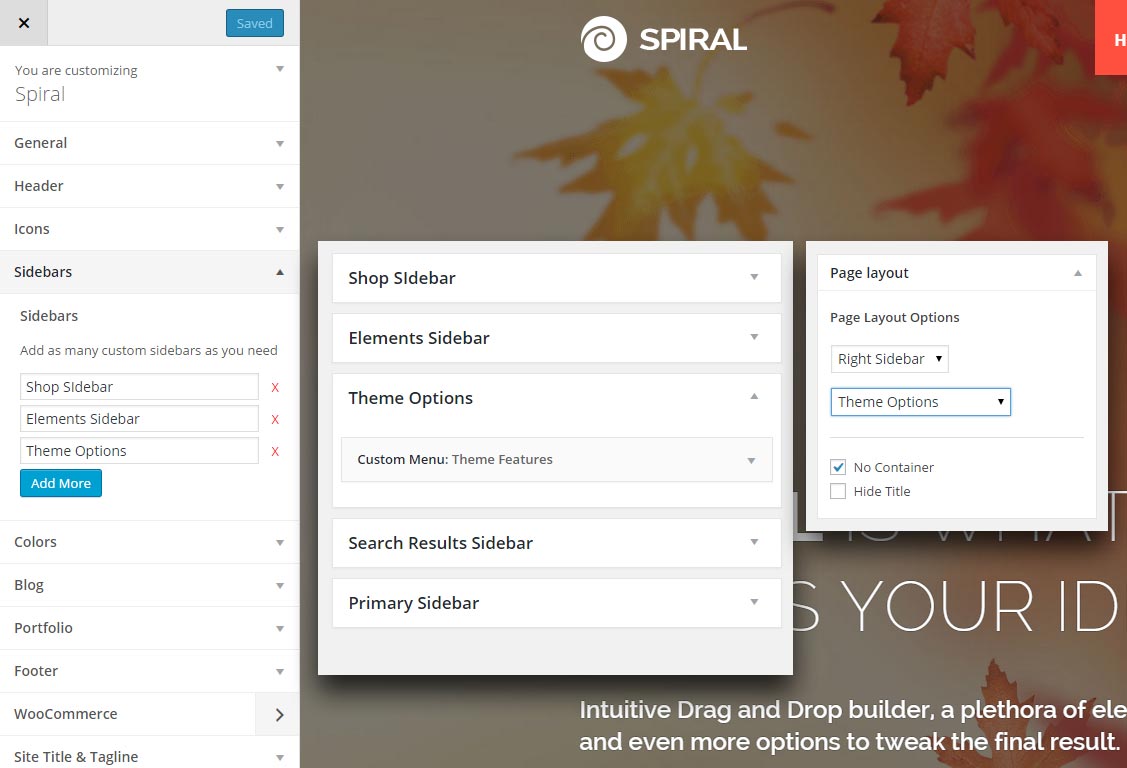 Saved
You are customizing
Spiral
General
Header
Icons
Sidebars
Sidebars
Add as many custom sidebars as you need
Shop SIdebar X
Elements Sidebar X
Theme Options X
Add More
Colors
Blog
Portfolio
Footer
WooCommerce
Site Title & Tagline
SPIRAL
H
Shop SIdebar
Elements Sidebar
Theme Options
Custom Menu: Theme Features
Search Results Sidebar
Primary Sidebar
Page layout
Page Layout Options
Right Sidebar
Theme Options
No Container
Hide Title
L IS WHAT
S YOUR ID
Intuitive Drag and Drop builder, a plethora of ele
and even more options to tweak the final result.